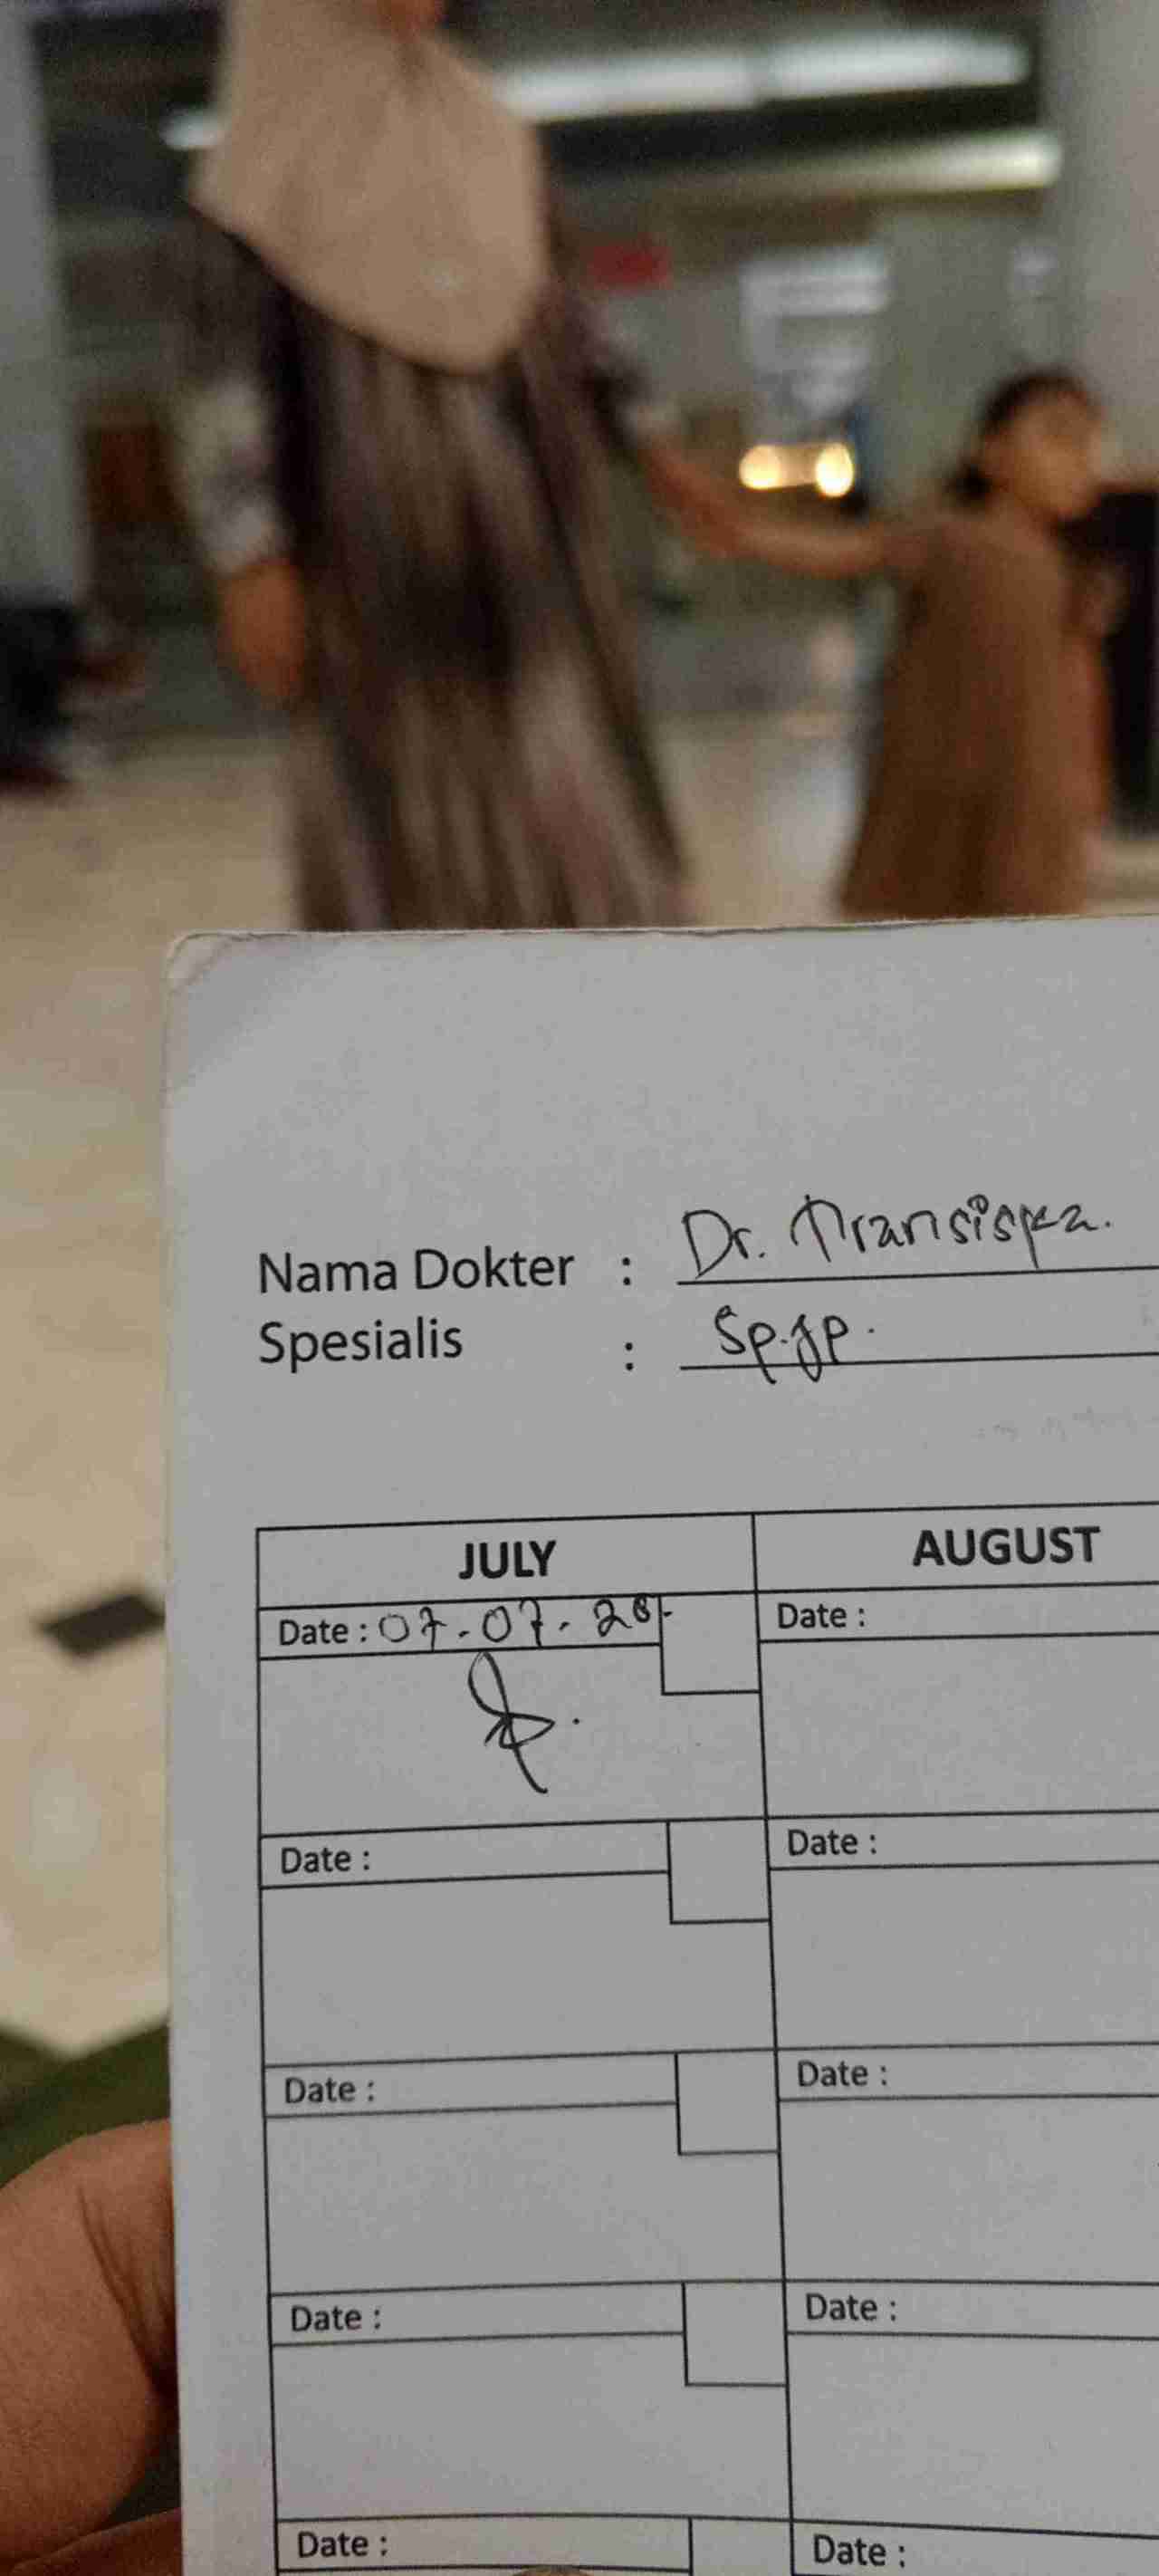 Nama Dokter : Dr. Fransiska.
Spesialis : Sp.JP.
JULY AUGUST
Date : 07-07-26. Date :
Date : Date :
Date : Date :
Date : Date :
Date : Date :